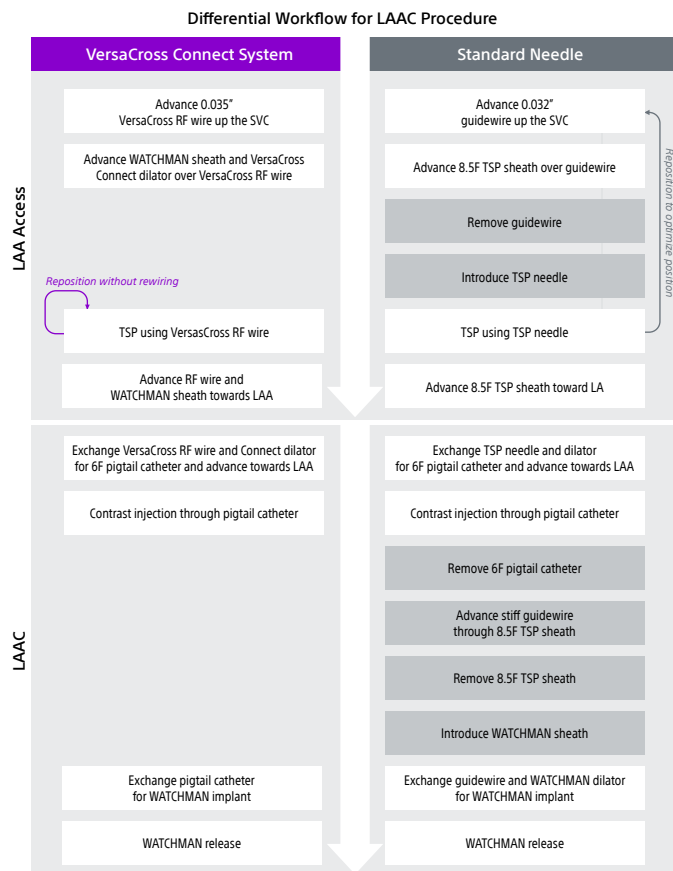 Differential Workflow for LAAC Procedure
VersaCross Connect System
Standard Needle
LAA Access
Advance 0.035”
VersaCross RF wire up the SVC
Advance WATCHMAN sheath and VersaCross
Connect dilator over VersaCross RF wire
Reposition without rewiring
TSP using VersasCross RF wire
Advance RF wire and
WATCHMAN sheath towards LAA
Advance 0.032”
guidewire up the SVC
Advance 8.5F TSP sheath over guidewire
Remove guidewire
Introduce TSP needle
TSP using TSP needle
Reposition to optimize position
Advance 8.5F TSP sheath toward LA
LAAC
Exchange VersaCross RF wire and Connect dilator
for 6F pigtail catheter and advance towards LAA
Contrast injection through pigtail catheter
Exchange pigtail catheter
for WATCHMAN implant
WATCHMAN release
Exchange TSP needle and dilator
for 6F pigtail catheter and advance towards LAA
Contrast injection through pigtail catheter
Remove 6F pigtail catheter
Advance stiff guidewire
through 8.5F TSP sheath
Remove 8.5F TSP sheath
Introduce WATCHMAN sheath
Exchange guidewire and WATCHMAN dilator
for WATCHMAN implant
WATCHMAN release